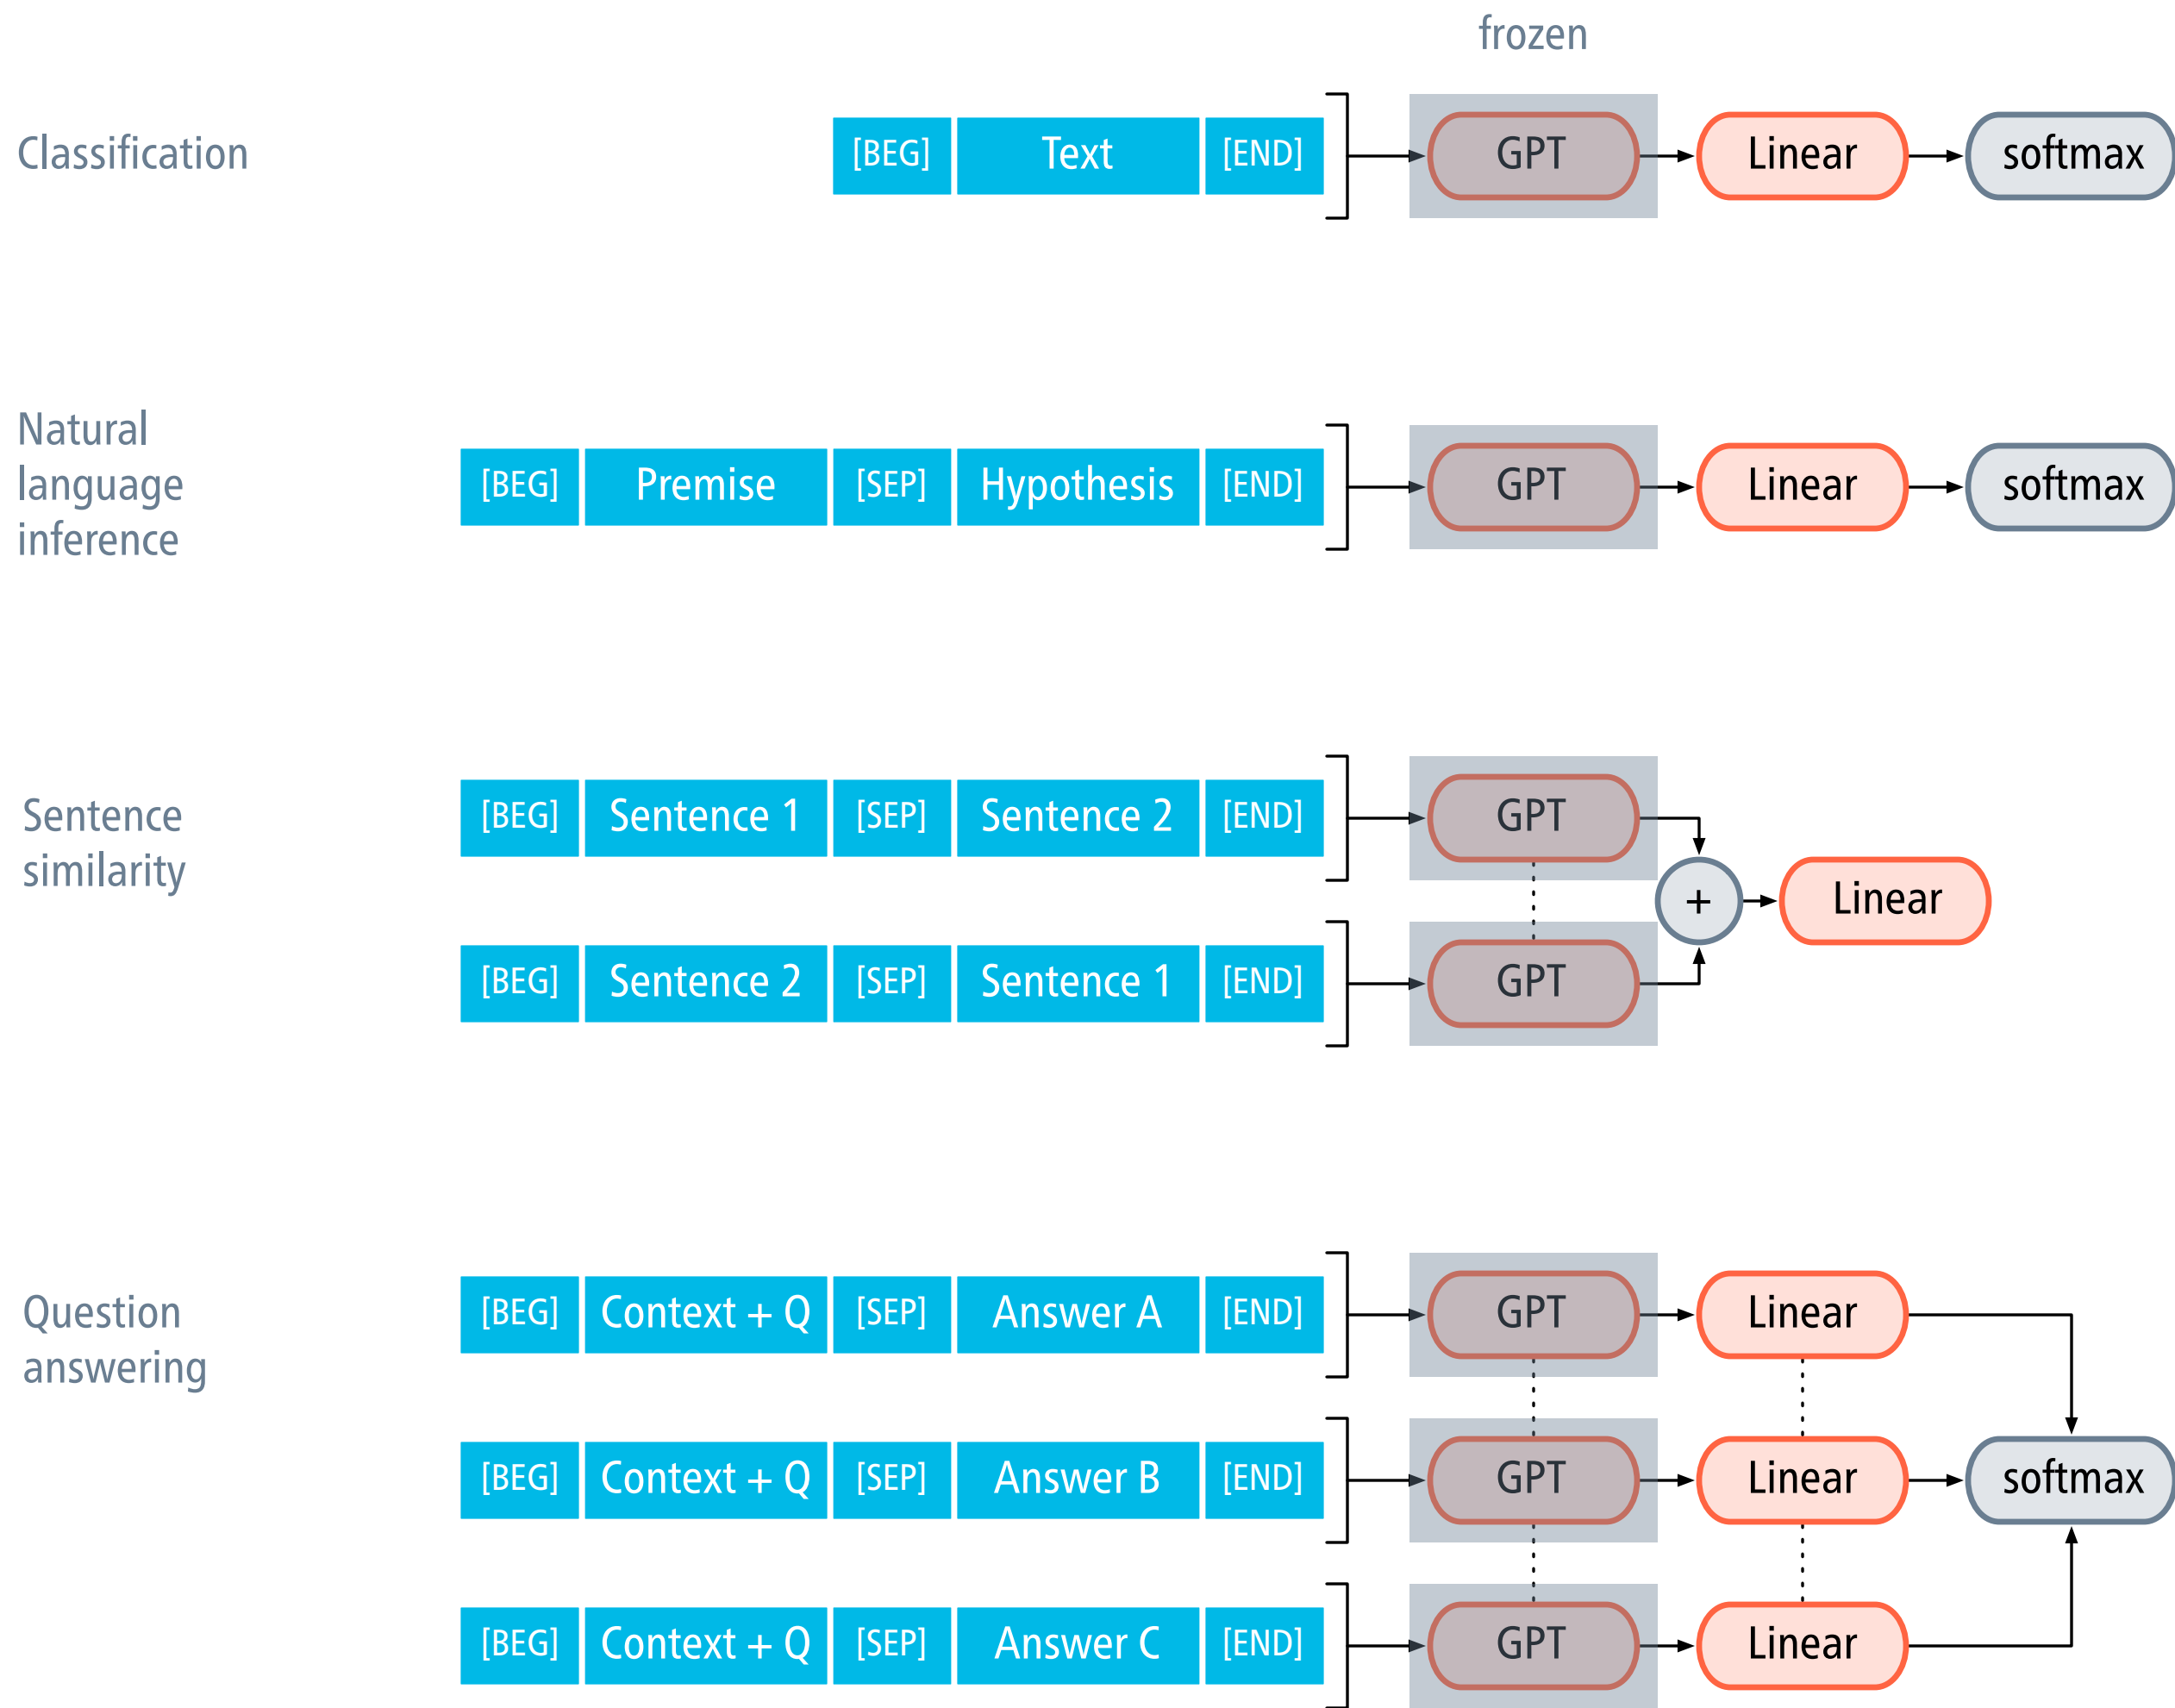 frozen
Classification
[BEG] Text [END] GPT Linear softmax
Natural
language
inference
[BEG] Premise [SEP] Hypothesis [END] GPT Linear softmax
Sentence
similarity
[BEG] Sentence 1 [SEP] Sentence 2 [END] GPT
+ Linear
[BEG] Sentence 2 [SEP] Sentence 1 [END] GPT
Question
answering
[BEG] Context + Q [SEP] Answer A [END] GPT Linear
[BEG] Context + Q [SEP] Answer B [END] GPT Linear softmax
[BEG] Context + Q [SEP] Answer C [END] GPT Linear